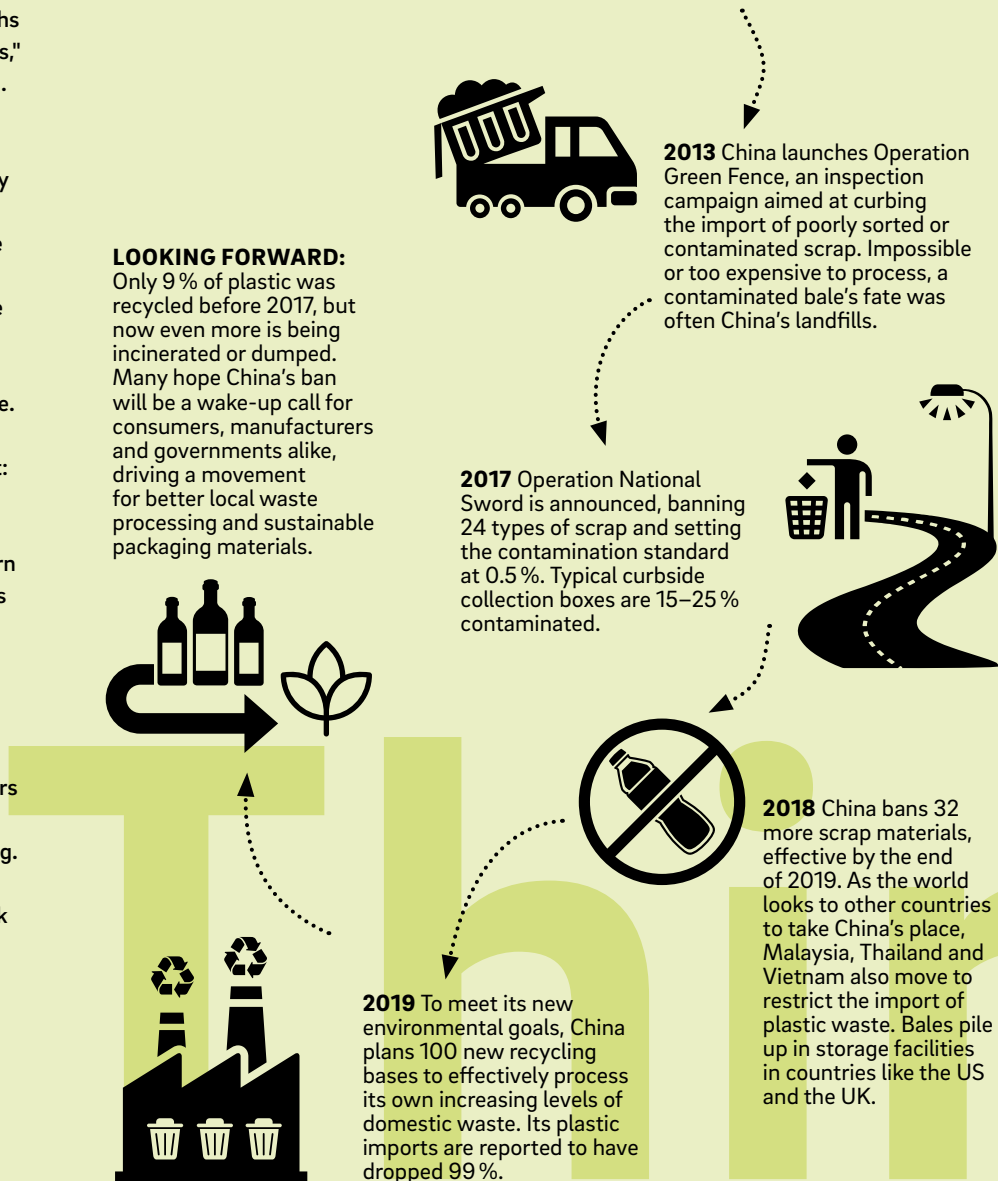 hs
s,"
.
y
e
e
e.
t:
rn
s
rs
g.
k
2013 China launches Operation
Green Fence, an inspection
campaign aimed at curbing
the import of poorly sorted or
contaminated scrap. Impossible
or too expensive to process, a
contaminated bale's fate was
often China's landfills.
2017 Operation National
Sword is announced, banning
24 types of scrap and setting
the contamination standard
at 0.5 %. Typical curbside
collection boxes are 15–25 %
contaminated.
2018 China bans 32
more scrap materials,
effective by the end
of 2019. As the world
looks to other countries
to take China's place,
Malaysia, Thailand and
Vietnam also move to
restrict the import of
plastic waste. Bales pile
up in storage facilities
in countries like the US
and the UK.
2019 To meet its new
environmental goals, China
plans 100 new recycling
bases to effectively process
its own increasing levels of
domestic waste. Its plastic
imports are reported to have
dropped 99 %.
LOOKING FORWARD:
Only 9 % of plastic was
recycled before 2017, but
now even more is being
incinerated or dumped.
Many hope China's ban
will be a wake-up call for
consumers, manufacturers
and governments alike,
driving a movement
for better local waste
processing and sustainable
packaging materials.
Thin